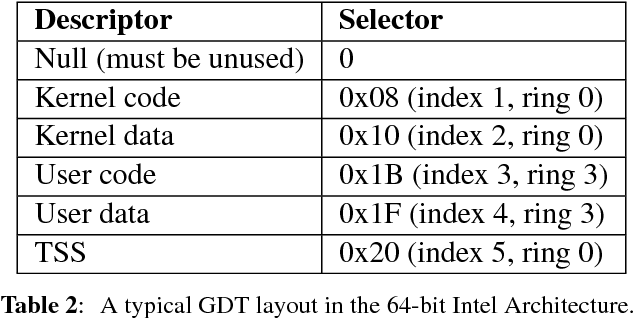 Descriptor Selector
Null (must be unused) 0
Kernel code 0x08 (index 1, ring 0)
Kernel data 0x10 (index 2, ring 0)
User code 0x1B (index 3, ring 3)
User data 0x1F (index 4, ring 3)
TSS 0x20 (index 5, ring 0)
Table 2: A typical GDT layout in the 64-bit Intel Architecture.